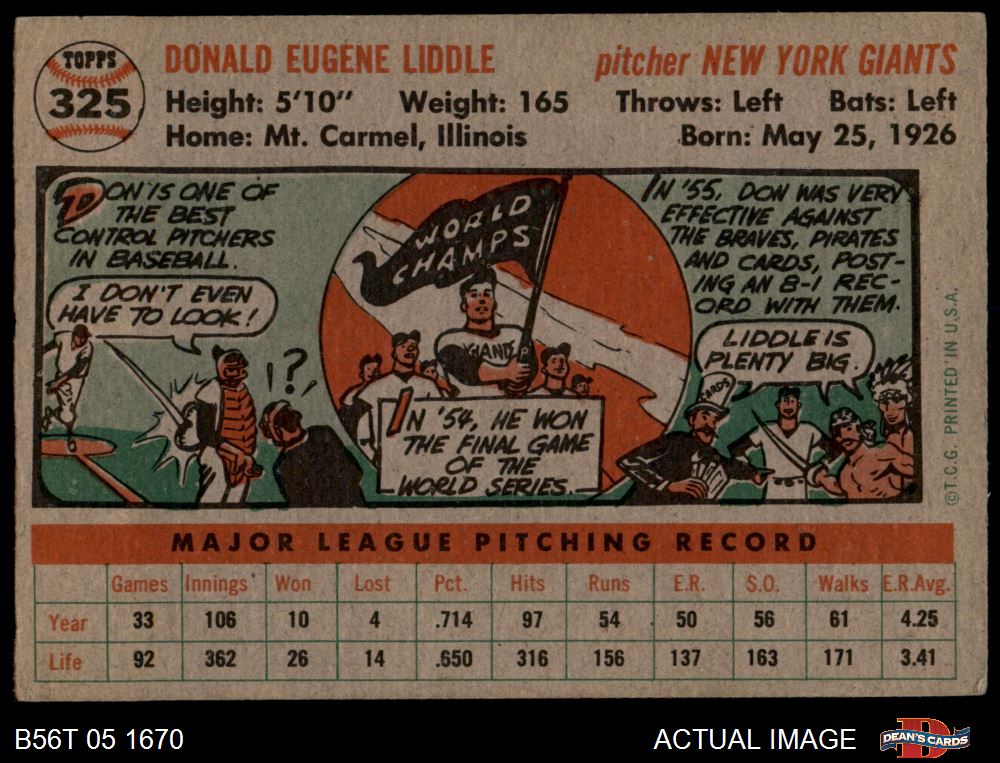 TOPPS
325
DONALD EUGENE LIDDLE
pitcher NEW YORK GIANTS
Height: 5'10" Weight: 165 Throws: Left Bats: Left
Home: Mt. Carmel, Illinois Born: May 25, 1926
DON IS ONE OF
THE BEST
CONTROL PITCHERS
IN BASEBALL.
I DON'T EVEN
HAVE TO LOOK!
!?
WORLD
CHAMPS
GIANTS
IN '54, HE WON
THE FINAL GAME
OF THE
WORLD SERIES.
IN '55, DON WAS VERY
EFFECTIVE AGAINST
THE BRAVES, PIRATES
AND CARDS, POST-
ING AN 8-1 REC-
ORD WITH THEM.
LIDDLE IS
PLENTY BIG.
CARDS
©T.C.G. PRINTED IN U.S.A.
MAJOR LEAGUE PITCHING RECORD
Games Innings Won Lost Pct. Hits Runs E.R. S.O. Walks E.R.Avg.
Year 33 106 10 4 .714 97 54 50 56 61 4.25
Life 92 362 26 14 .650 316 156 137 163 171 3.41
B56T 05 1670
ACTUAL IMAGE
D
DEAN'S CARDS